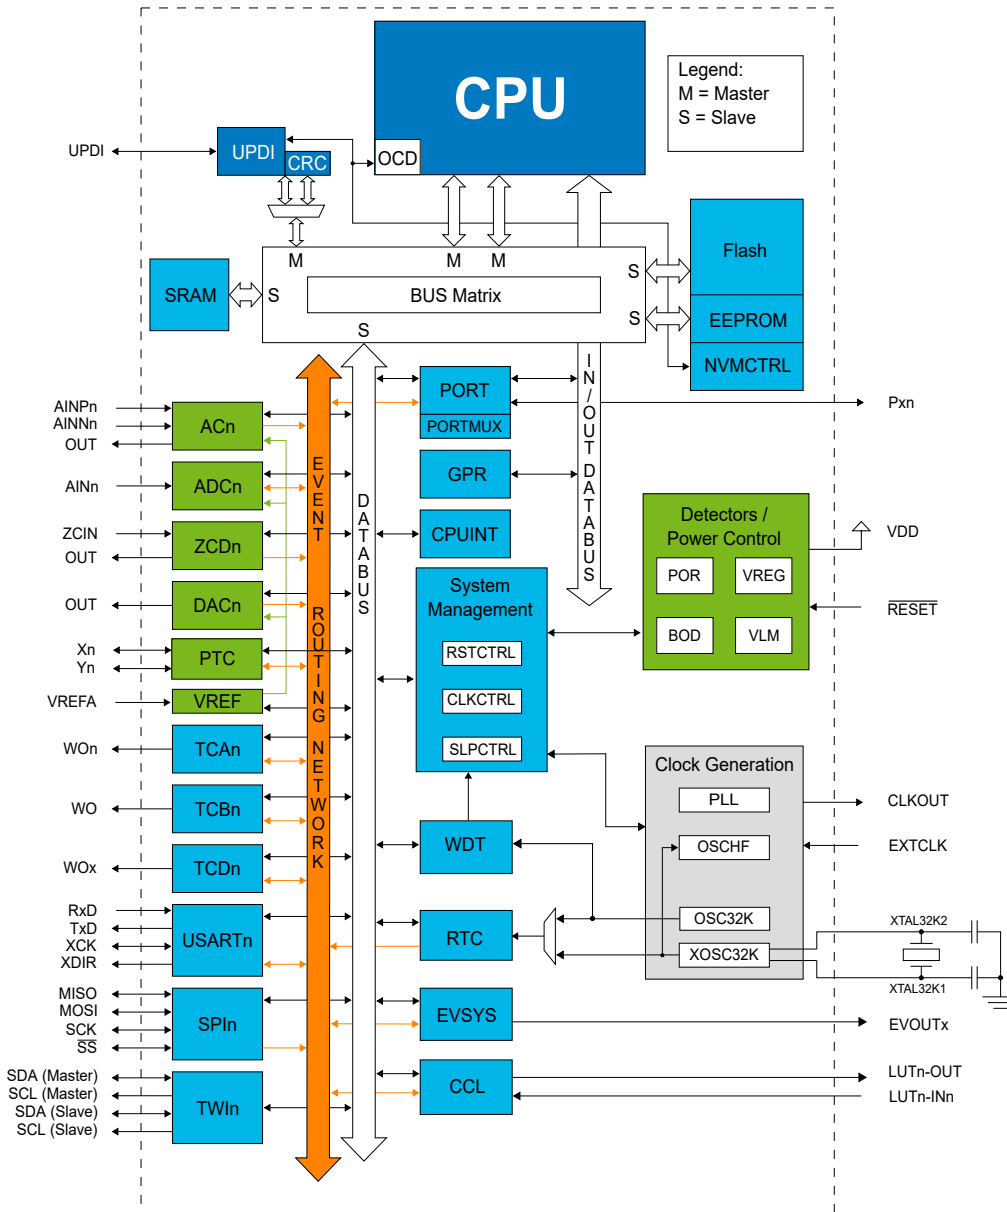 CPU
Legend:
M = Master
S = Slave
UPDI
UPDI
CRC
OCD
M
M
M
S
SRAM
S
BUS Matrix
S
S
Flash
EEPROM
NVMCTRL
EVENT ROUTING NETWORK
DATABUS
IN/OUT DATABUS
AINPn
AINNn
OUT
ACn
AINn
ADCn
ZCIN
OUT
ZCDn
OUT
DACn
Xn
Yn
PTC
VREFA
VREF
WOn
TCAn
WO
TCBn
WOx
TCDn
RxD
TxD
XCK
XDIR
USARTn
MISO
MOSI
SCK
SS
SPIn
SDA (Master)
SCL (Master)
SDA (Slave)
SCL (Slave)
TWIn
PORT
PORTMUX
Pxn
GPR
CPUINT
System
Management
RSTCTRL
CLKCTRL
SLPCTRL
Detectors /
Power Control
POR
VREG
BOD
VLM
VDD
RESET
WDT
RTC
Clock Generation
PLL
OSCHF
OSC32K
XOSC32K
CLKOUT
EXTCLK
XTAL32K2
XTAL32K1
EVSYS
EVOUTx
CCL
LUTn-OUT
LUTn-INn